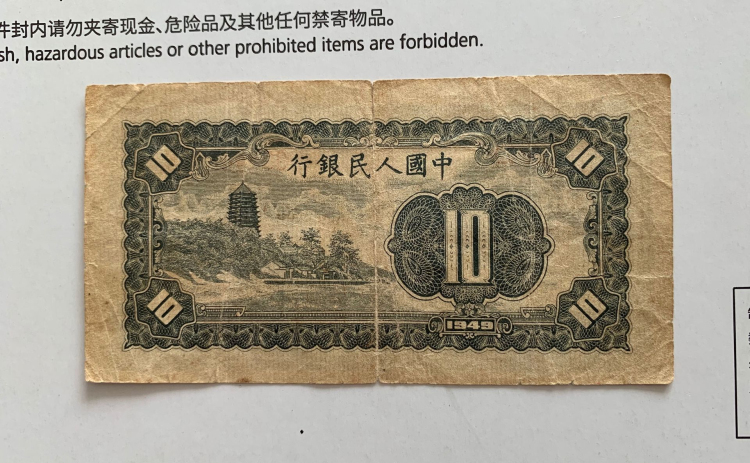 件封内请勿夹寄现金、危险品及其他任何禁寄物品。
sh, hazardous articles or other prohibited items are forbidden.
行銀民人國中
10
10
10
10
10
1949